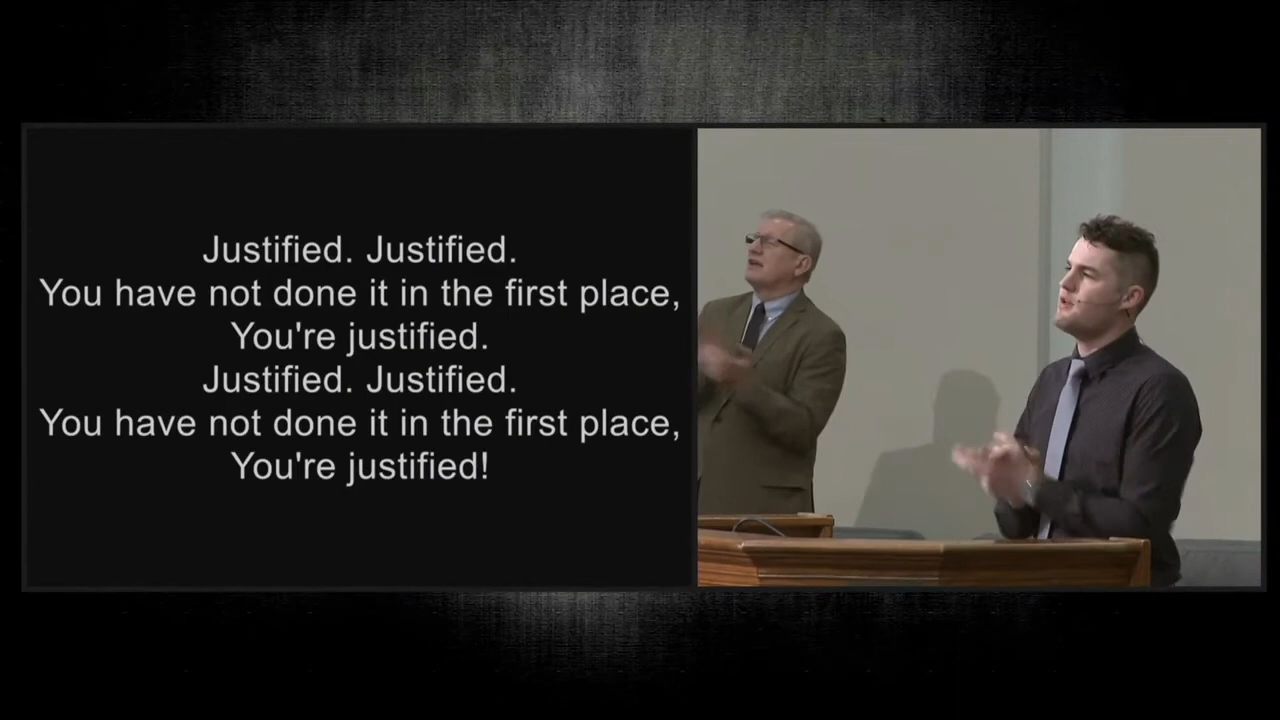 Justified. Justified.
You have not done it in the first place,
You're justified.
Justified. Justified.
You have not done it in the first place,
You're justified!